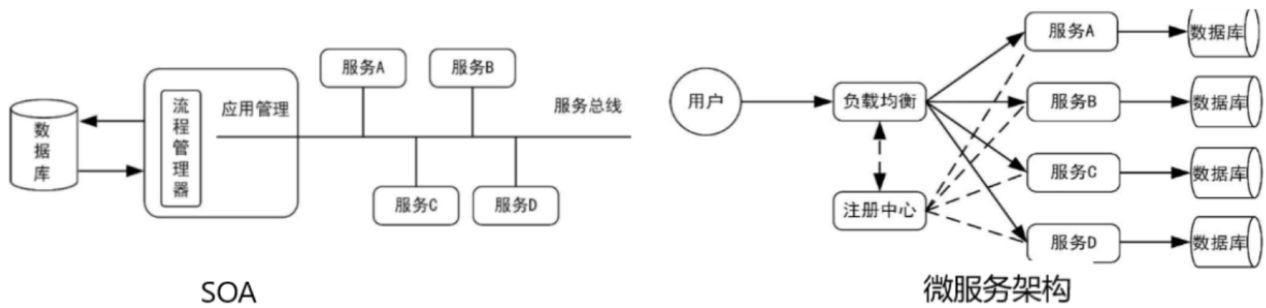 数据库
流程管理器
应用管理
服务A
服务B
服务总线
服务C
服务D
SOA
用户
负载均衡
注册中心
服务A
数据库
服务B
数据库
服务C
数据库
服务D
数据库
微服务架构